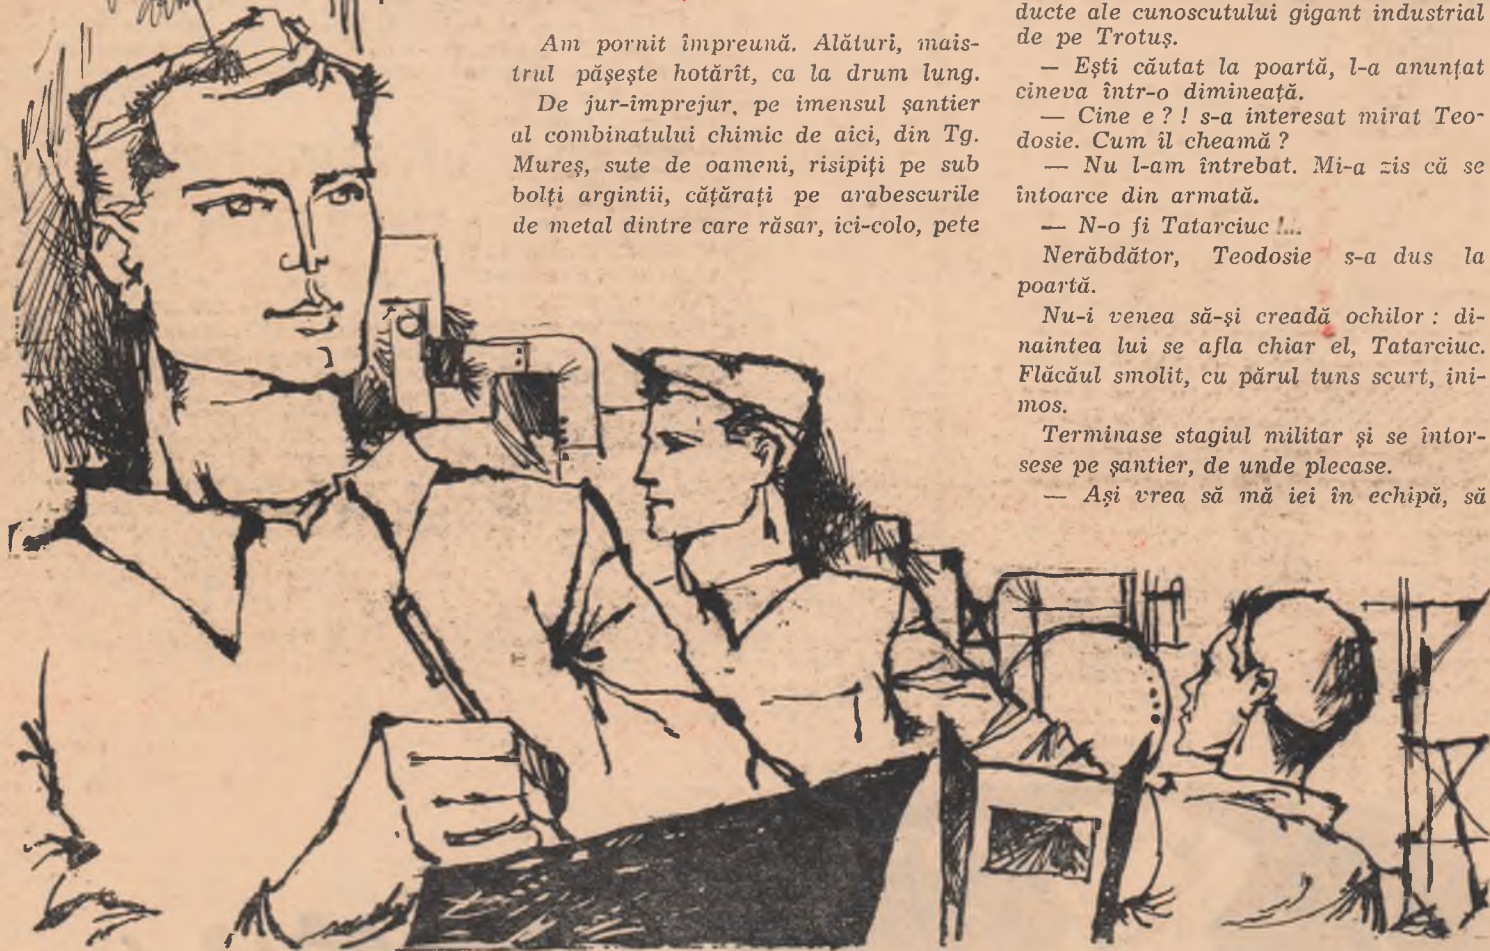 Am pornit împreună. Alături, mais-
trul pășește hotărît, ca la drum lung.
De jur-împrejur, pe imensul șantier
al combinatului chimic de aici, din Tg.
Mureș, sute de oameni, risipiți pe sub
bolți argintii, cățărați pe arabescurile
de metal dintre care răsar, ici-colo, pete
ducte ale cunoscutului gigant industrial
de pe Trotuș.
— Ești căutat la poartă, l-a anunțat
cineva într-o dimineață.
— Cine e ? ! s-a interesat mirat Teo-
dosie. Cum îl cheamă ?
— Nu l-am întrebat. Mi-a zis că se
întoarce din armată.
— N-o fi Tatarciuc !...
Nerăbdător, Teodosie s-a dus la
poartă.
Nu-i venea să-și creadă ochilor : di-
naintea lui se afla chiar el, Tatarciuc.
Flăcăul smolit, cu părul tuns scurt, ini-
mos.
Terminase stagiul militar și se întor-
sese pe șantier, de unde plecase.
— Ași vrea să mă iei în echipă, să